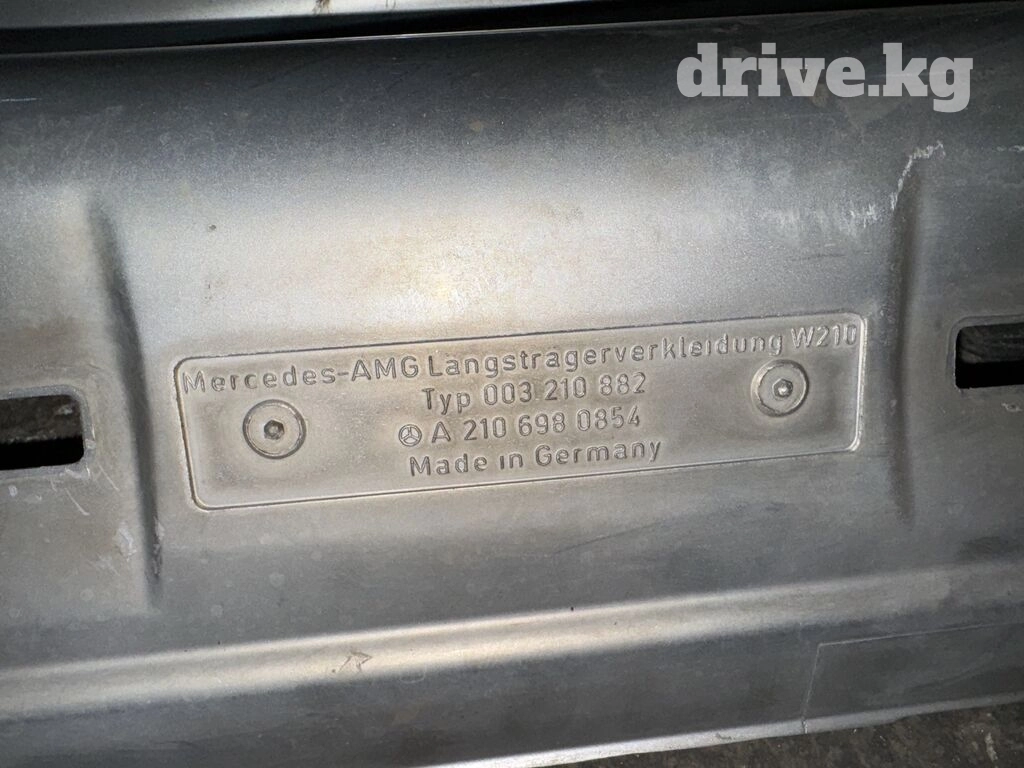 drive.kg
Mercedes-AMG Langstragerverkleidung W210
Typ 003 210 882
A 210 698 0854
Made in Germany